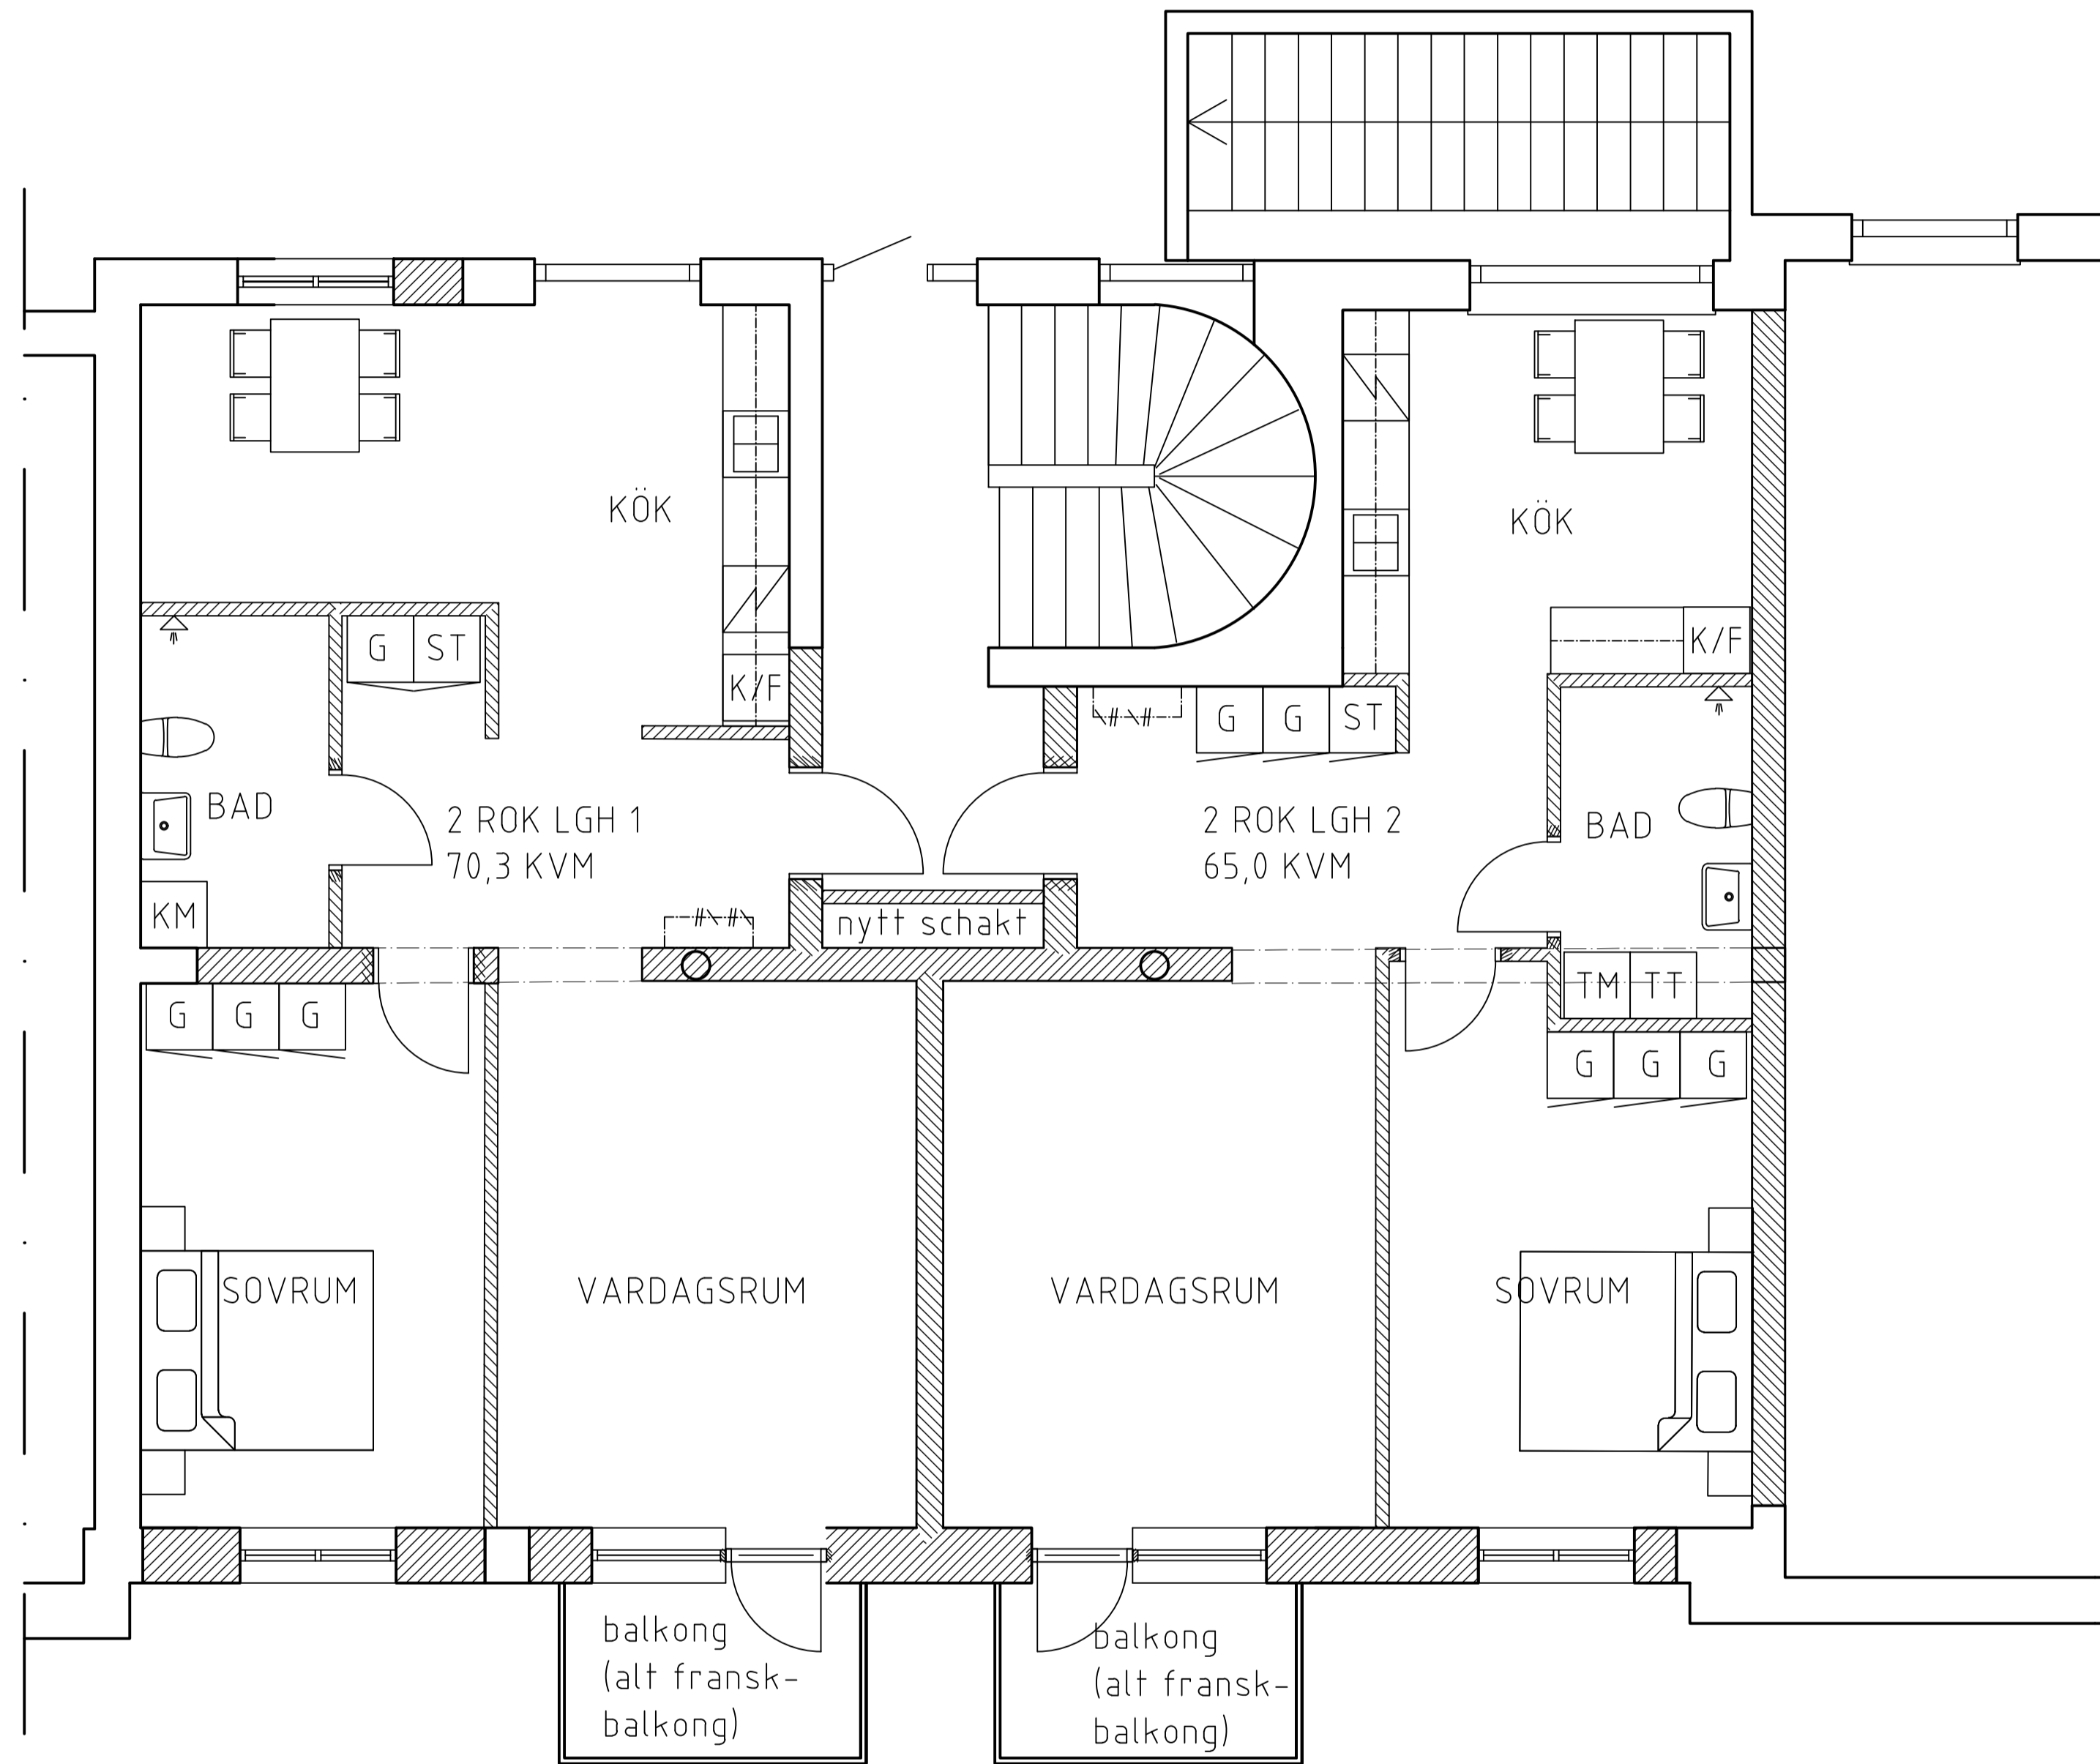 KÖK
KÖK
G
ST
K/F
K/F
G
G
ST
BAD
BAD
2 ROK LGH 1
70,3 KVM
2 ROK LGH 2
65,0 KVM
KM
nytt schakt
TM
TT
G
G
G
G
G
G
SOVRUM
VARDAGSRUM
VARDAGSRUM
SOVRUM
balkong
(alt fransk-
balkong)
balkong
(alt fransk-
balkong)